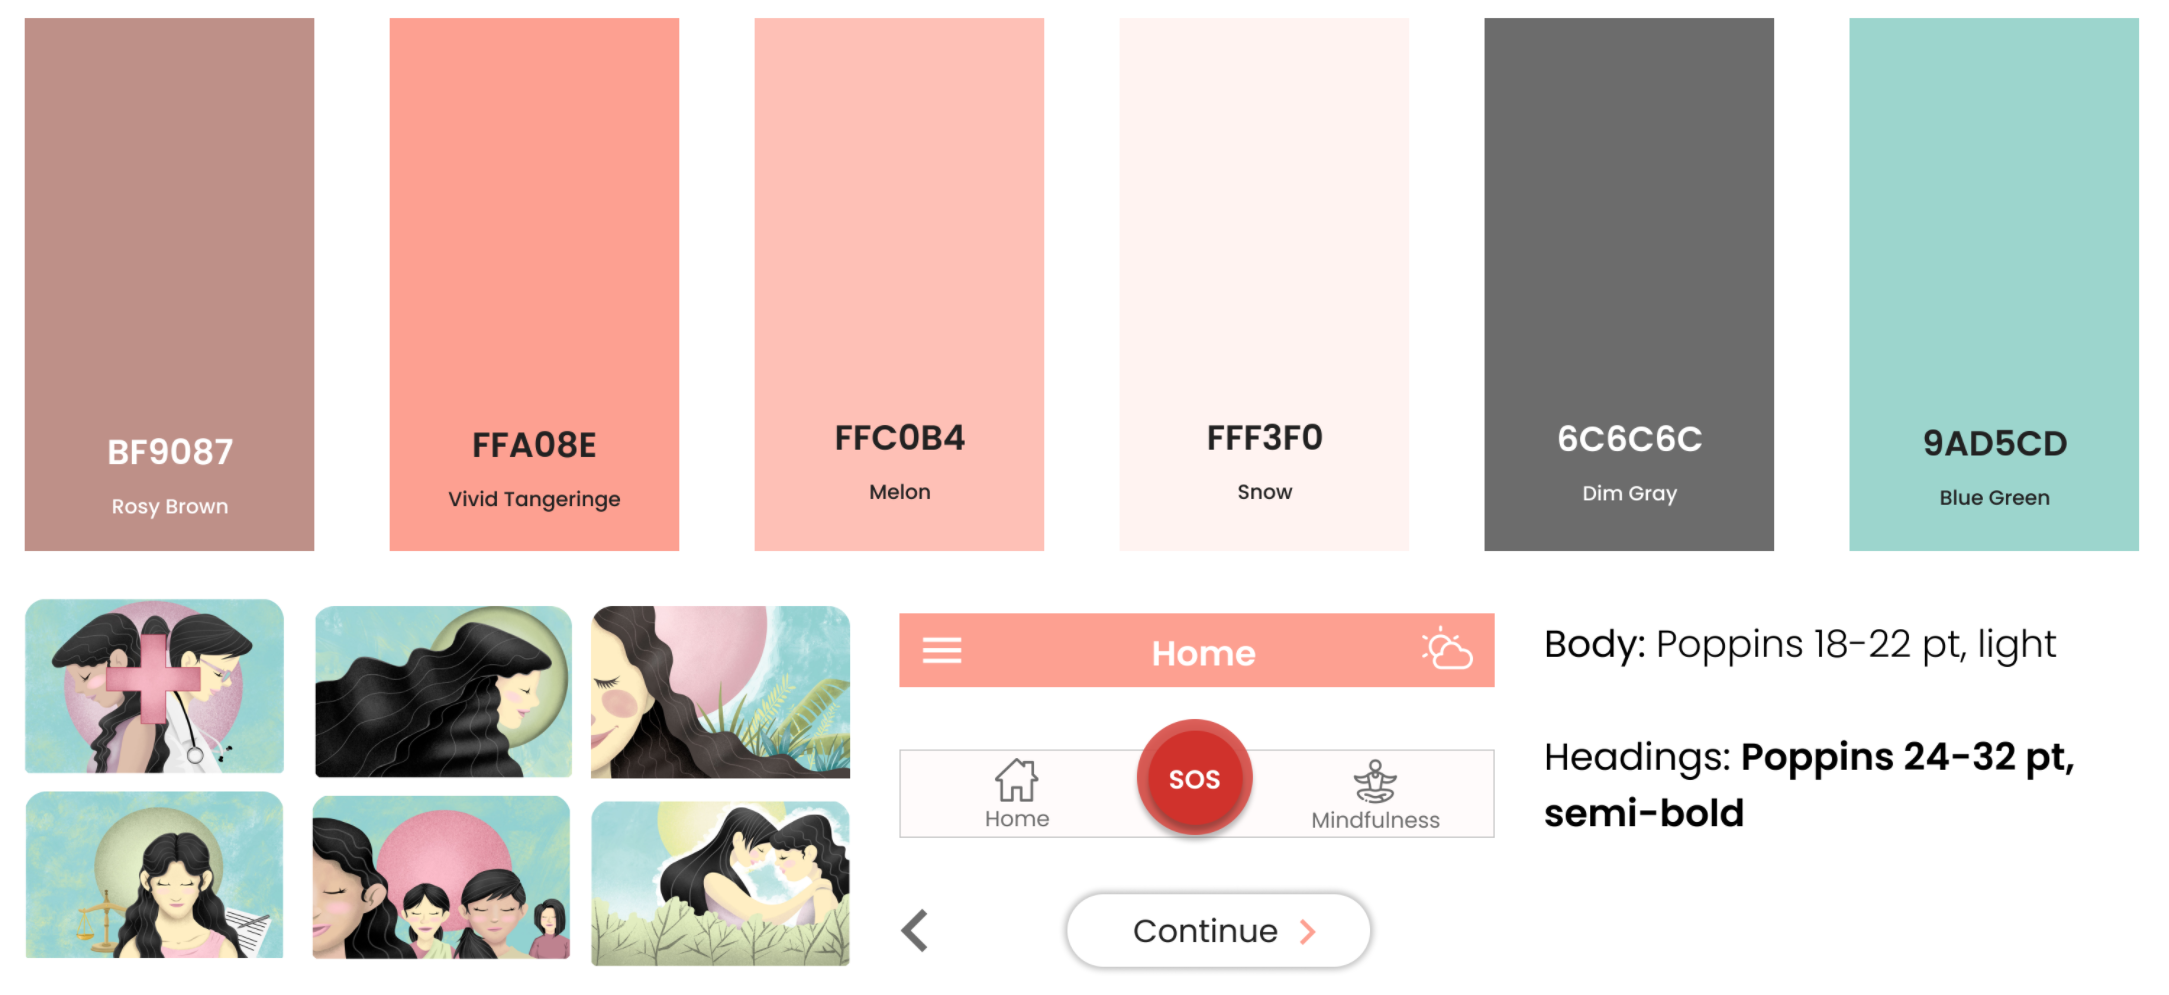 BF9087
Rosy Brown
FFA08E
Vivid Tangeringe
FFC0B4
Melon
FFF3F0
Snow
6C6C6C
Dim Gray
9AD5CD
Blue Green
Home
SOS
Home
Mindfulness
Continue
Body: Poppins 18-22 pt, light
Headings: Poppins 24-32 pt,
semi-bold